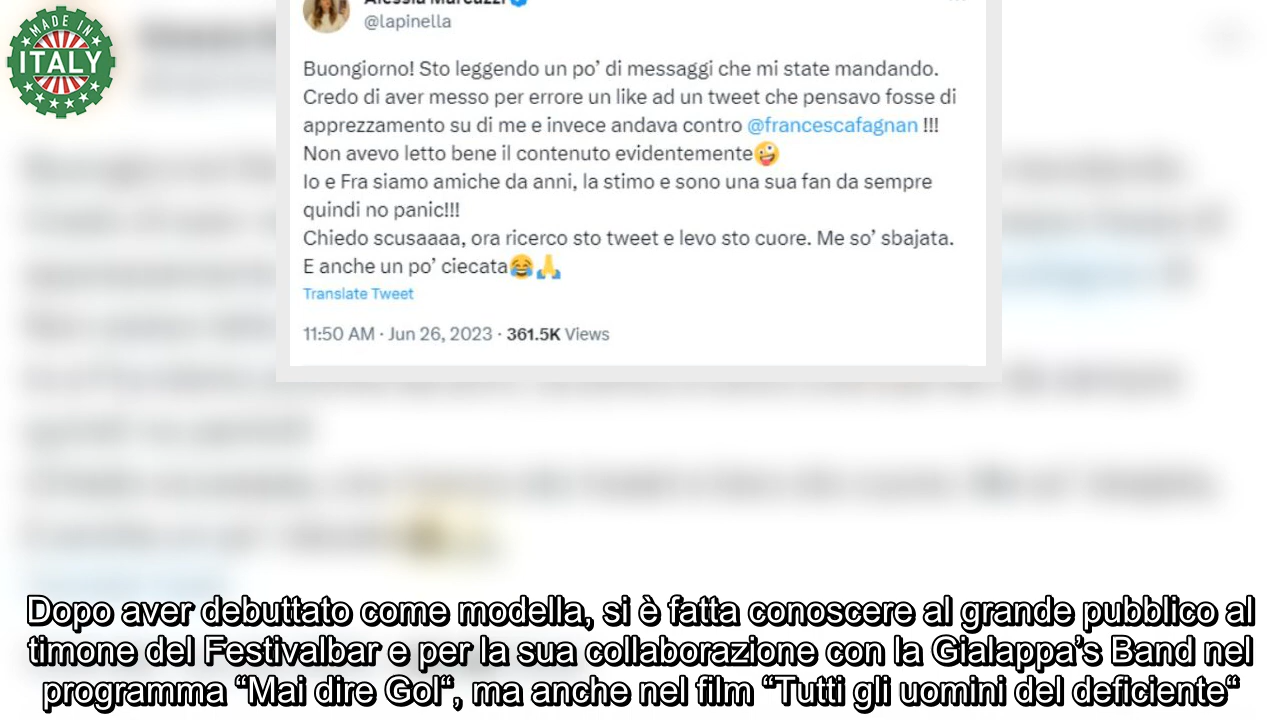 MADE IN
ITALY
Alessia Marcuzzi
@lapinella
Buongiorno! Sto leggendo un po’ di messaggi che mi state mandando.
Credo di aver messo per errore un like ad un tweet che pensavo fosse di
apprezzamento su di me e invece andava contro @francescafagnan !!!
Non avevo letto bene il contenuto evidentemente🤪
Io e Fra siamo amiche da anni, la stimo e sono una sua fan da sempre
quindi no panic!!!
Chiedo scusaaaa, ora ricerco sto tweet e levo sto cuore. Me so’ sbajata.
E anche un po’ ciecata😂🙏
Translate Tweet
11:50 AM · Jun 26, 2023 · 361.5K Views
Dopo aver debuttato come modella, si è fatta conoscere al grande pubblico al
timone del Festivalbar e per la sua collaborazione con la Gialappa’s Band nel
programma “Mai dire Gol“, ma anche nel film “Tutti gli uomini del deficiente“